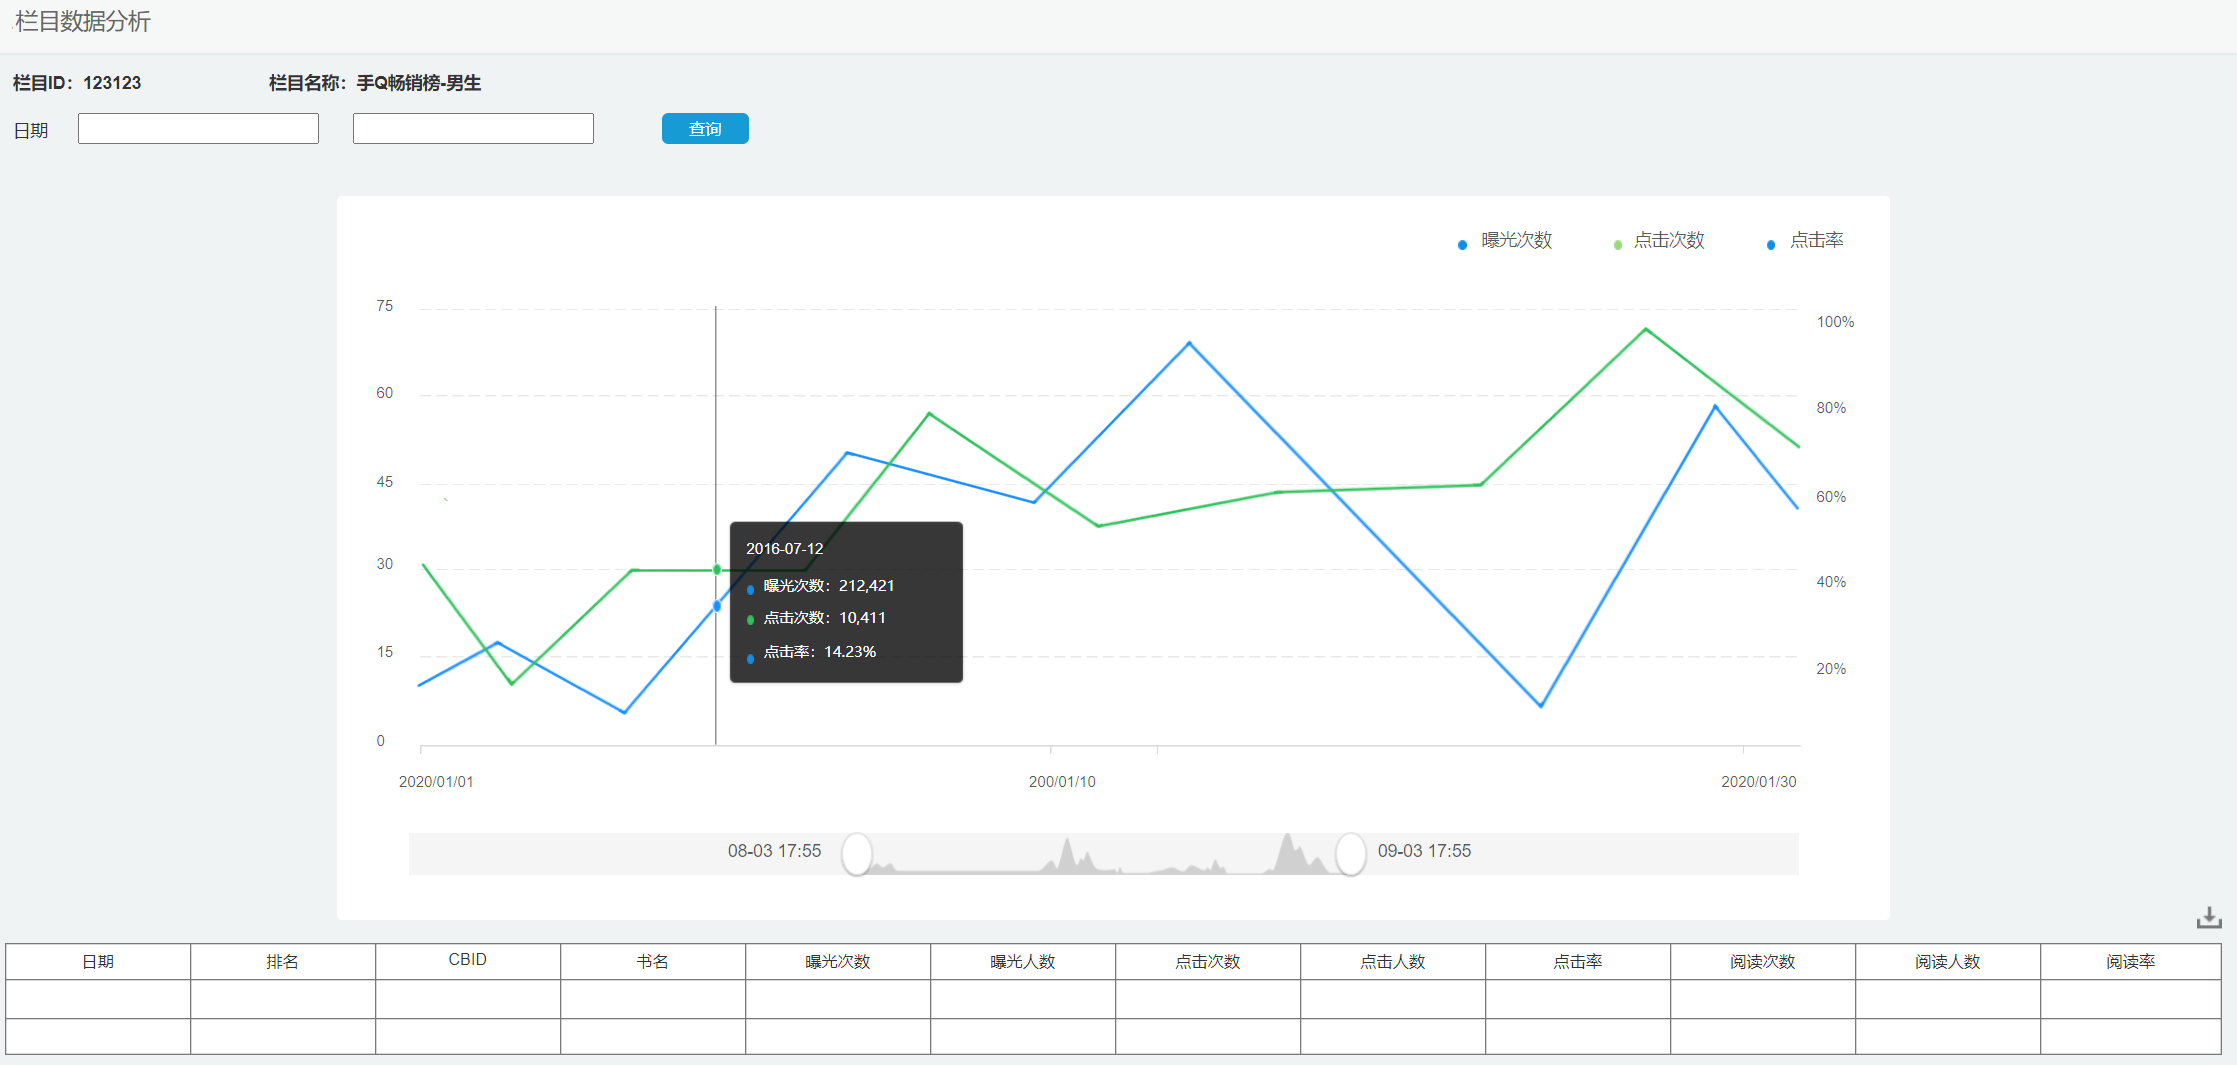 栏目数据分析
栏目ID：123123 栏目名称：手Q畅销榜-男生
日期 查询
曝光次数 点击次数 点击率
75
100%
60
80%
45
60%
30
40%
15
20%
0
2016-07-12
曝光次数：212,421
点击次数：10,411
点击率：14.23%
2020/01/01 200/01/10 2020/01/30
08-03 17:55 09-03 17:55
日期 排名 CBID 书名 曝光次数 曝光人数 点击次数 点击人数 点击率 阅读次数 阅读人数 阅读率